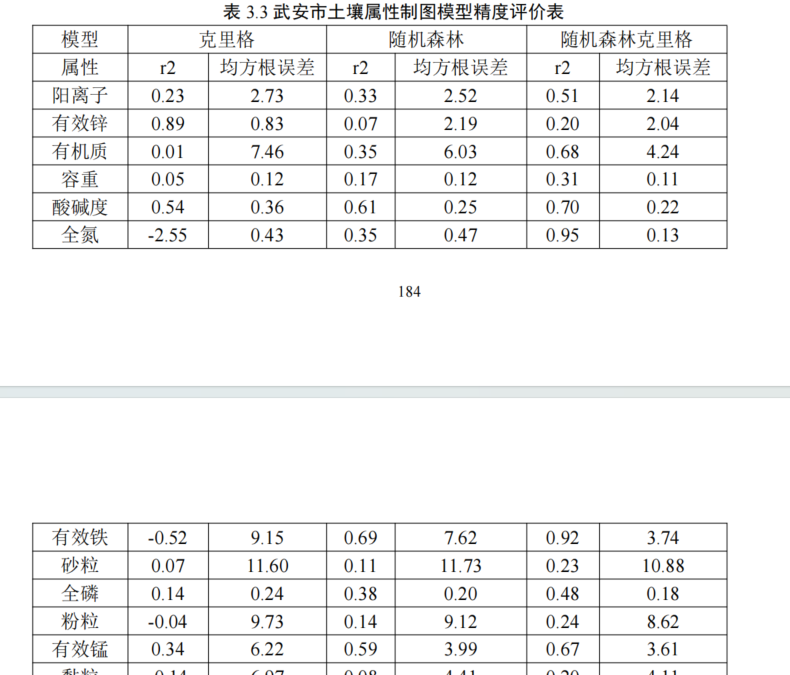 表 3.3 武安市土壤属性制图模型精度评价表
模型 克里格 随机森林 随机森林克里格
属性 r2 均方根误差 r2 均方根误差 r2 均方根误差
阳离子 0.23 2.73 0.33 2.52 0.51 2.14
有效锌 0.89 0.83 0.07 2.19 0.20 2.04
有机质 0.01 7.46 0.35 6.03 0.68 4.24
容重 0.05 0.12 0.17 0.12 0.31 0.11
酸碱度 0.54 0.36 0.61 0.25 0.70 0.22
全氮 -2.55 0.43 0.35 0.47 0.95 0.13
184
有效铁 -0.52 9.15 0.69 7.62 0.92 3.74
砂粒 0.07 11.60 0.11 11.73 0.23 10.88
全磷 0.14 0.24 0.38 0.20 0.48 0.18
粉粒 -0.04 9.73 0.14 9.12 0.24 8.62
有效锰 0.34 6.22 0.59 3.99 0.67 3.61